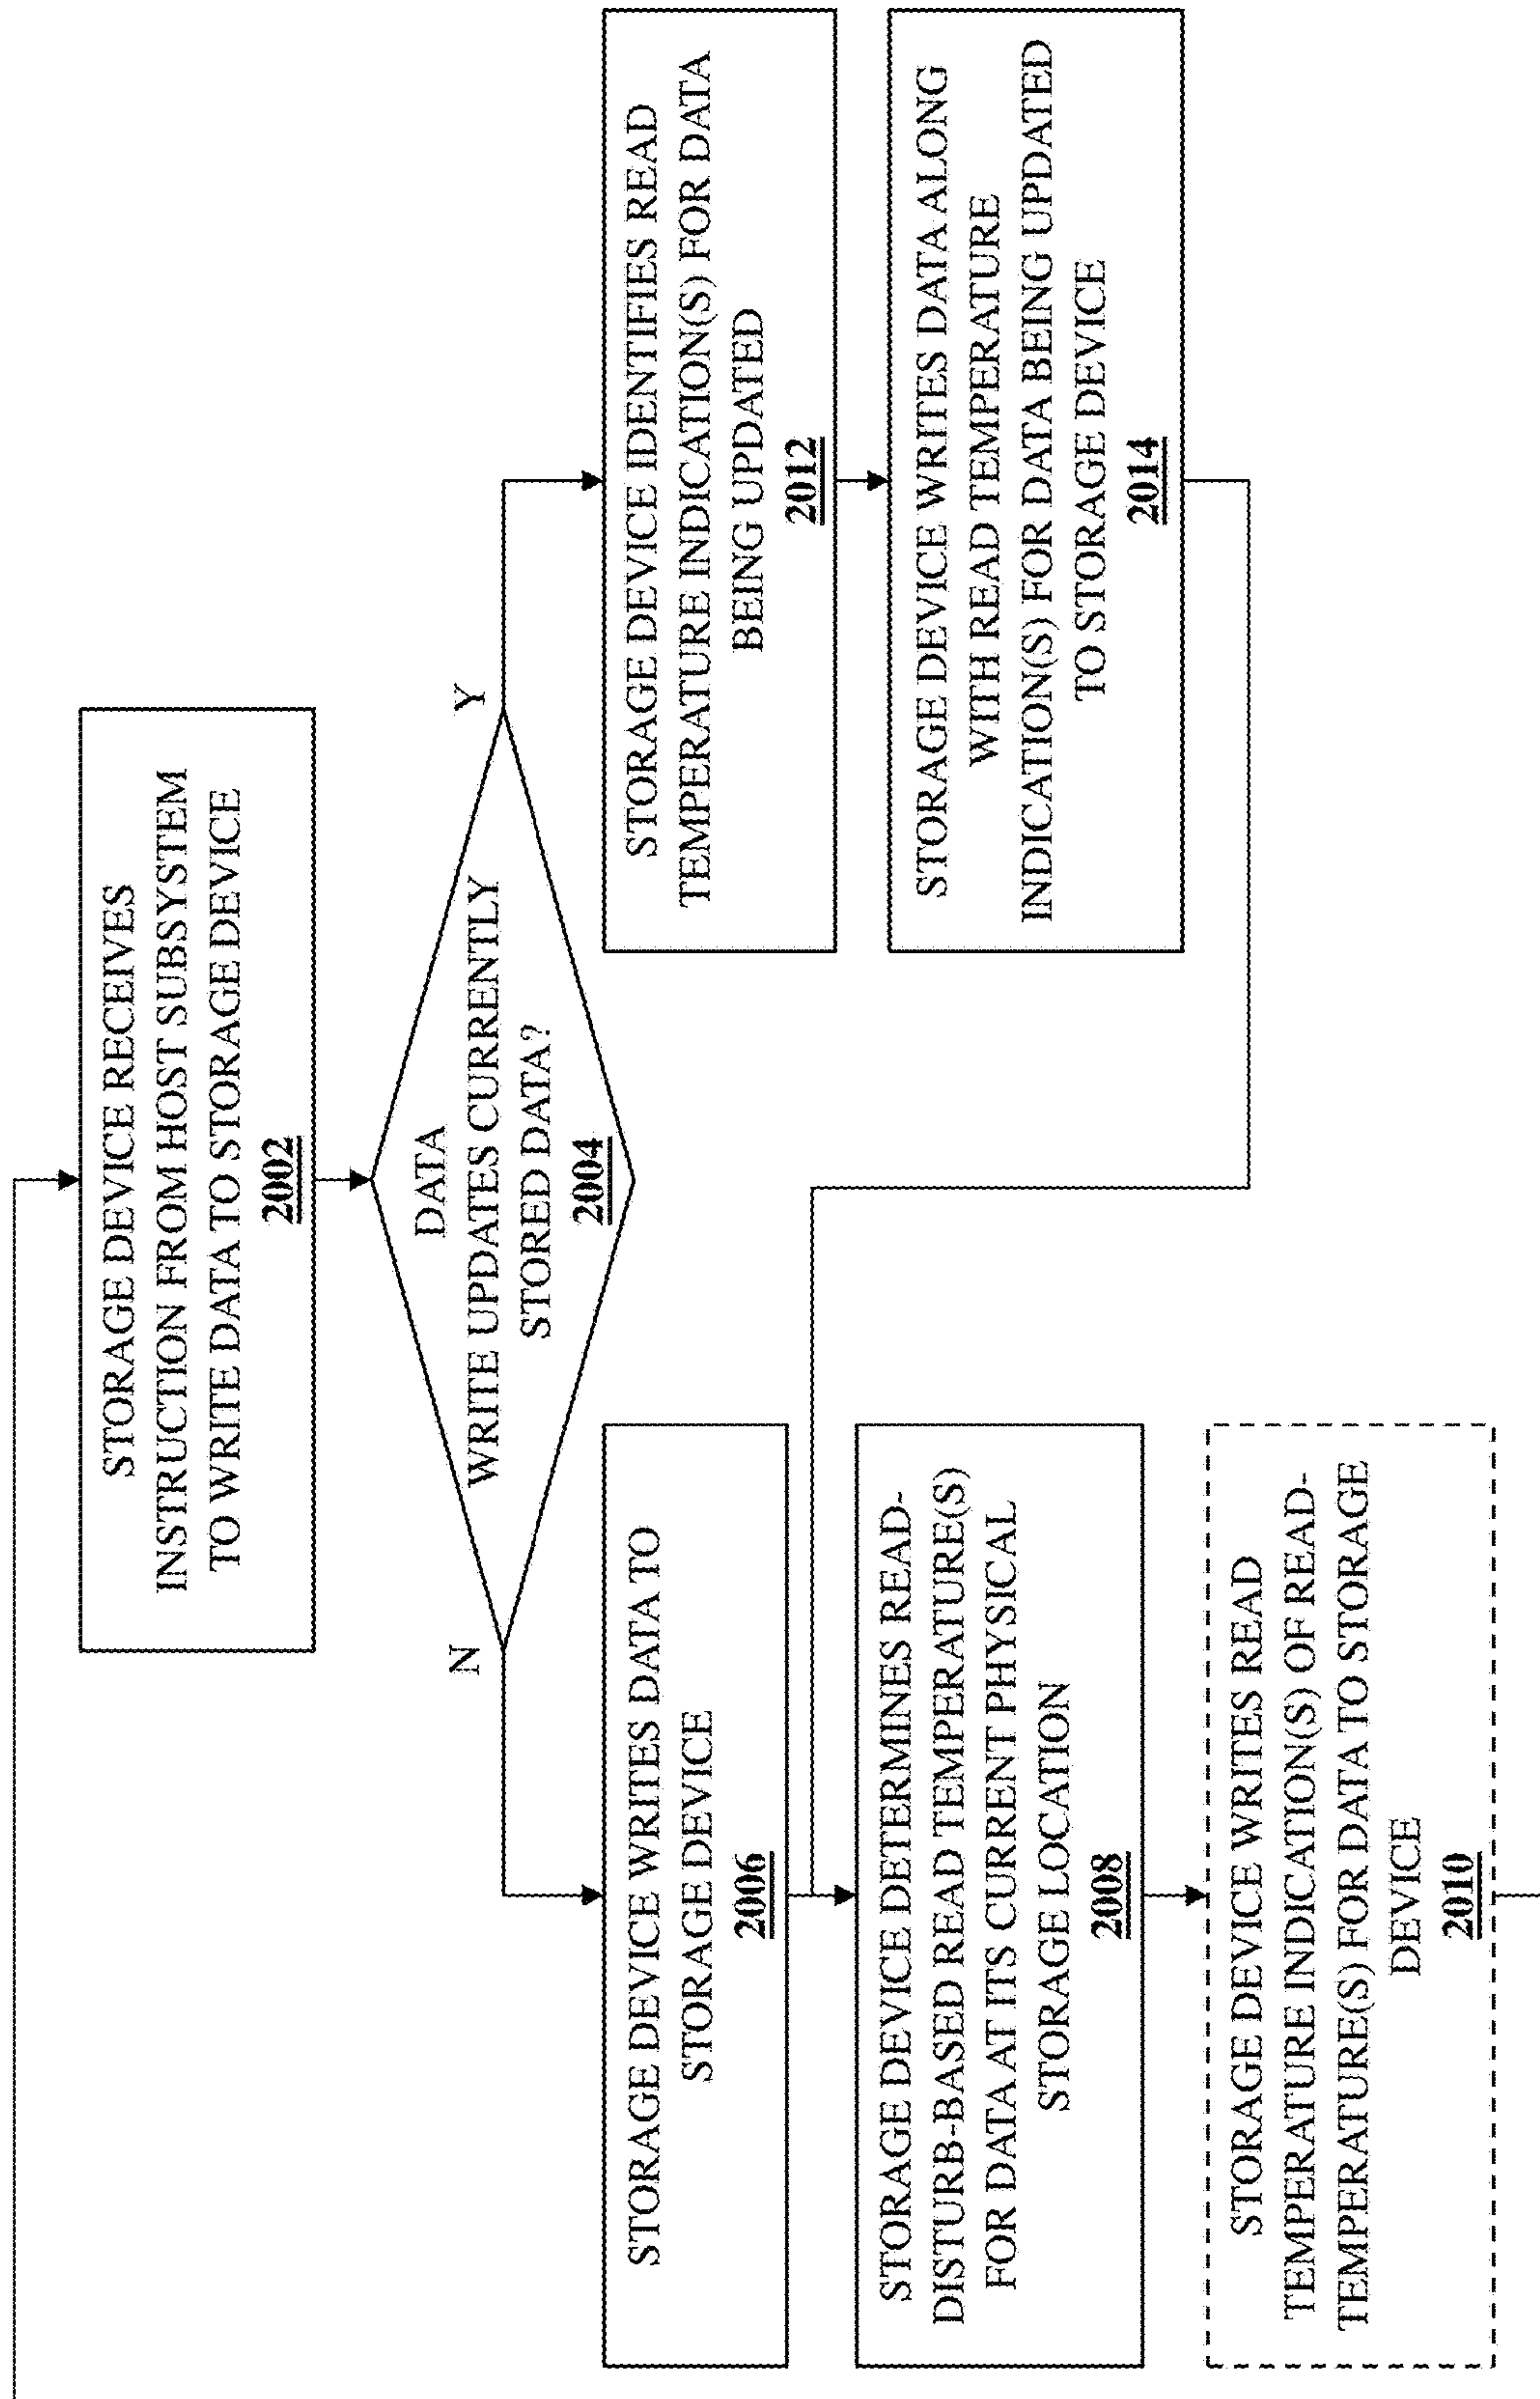 STORAGE DEVICE RECEIVES
INSTRUCTION FROM HOST SUBSYSTEM
TO WRITE DATA TO STORAGE DEVICE
2002
DATA
WRITE UPDATES CURRENTLY
STORED DATA?
2004
N
Y
STORAGE DEVICE WRITES DATA TO
STORAGE DEVICE
2006
STORAGE DEVICE DETERMINES READ-
DISTURB-BASED READ TEMPERATURE(S)
FOR DATA AT ITS CURRENT PHYSICAL
STORAGE LOCATION
2008
STORAGE DEVICE WRITES READ
TEMPERATURE INDICATION(S) OF READ-
TEMPERATURE(S) FOR DATA TO STORAGE
DEVICE
2010
STORAGE DEVICE IDENTIFIES READ
TEMPERATURE INDICATION(S) FOR DATA
BEING UPDATED
2012
STORAGE DEVICE WRITES DATA ALONG
WITH READ TEMPERATURE
INDICATION(S) FOR DATA BEING UPDATED
TO STORAGE DEVICE
2014